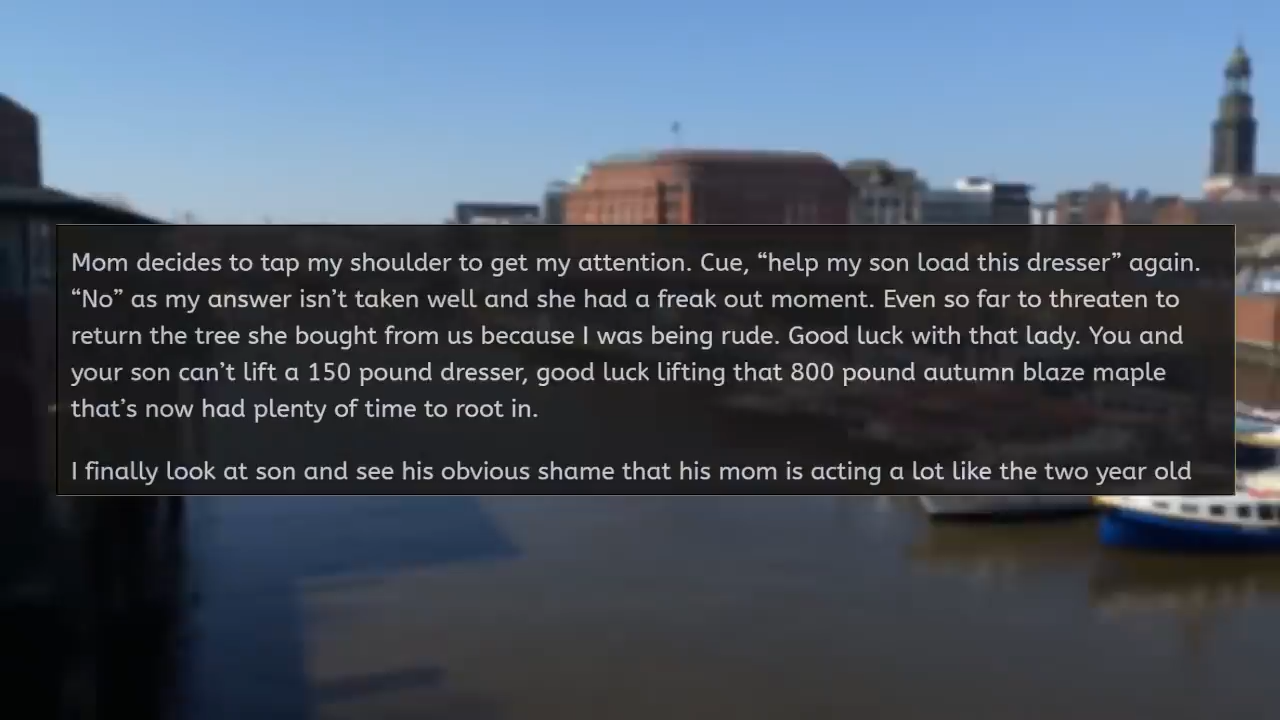 Mom decides to tap my shoulder to get my attention. Cue, “help my son load this dresser” again.
“No” as my answer isn’t taken well and she had a freak out moment. Even so far to threaten to
return the tree she bought from us because I was being rude. Good luck with that lady. You and
your son can’t lift a 150 pound dresser, good luck lifting that 800 pound autumn blaze maple
that’s now had plenty of time to root in.
I finally look at son and see his obvious shame that his mom is acting a lot like the two year old